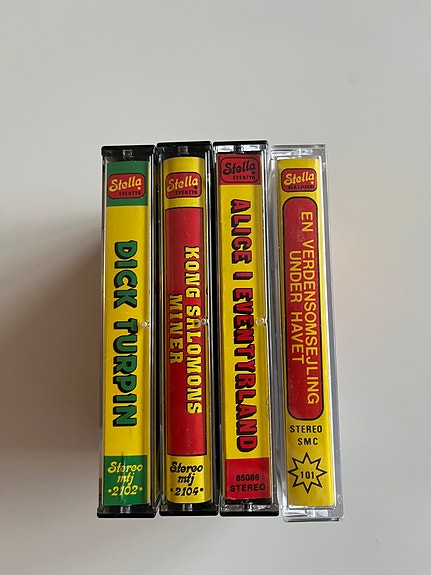 Stella
EVENTYR
DICK TURPIN
Stereo
mtj
·2102·
Stella
EVENTYR
KONG SALOMONS
MINER
Stereo
mtj
·2104·
Stella
EVENTYR
ALICE I EVENTYRLAND
85086
STEREO
Stella
EN VERDENSOMSEJLING
UNDER HAVET
STEREO
SMC
101